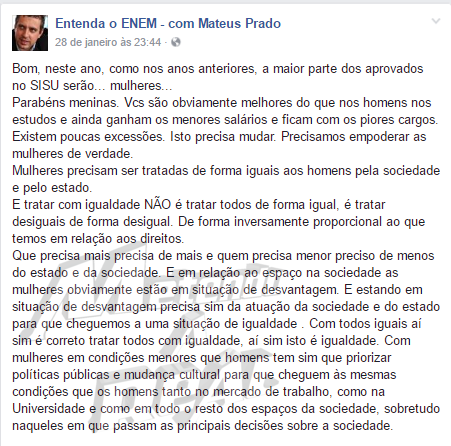 Entenda o ENEM - com Mateus Prado
28 de janeiro às 23:44 ·
Bom, neste ano, como nos anos anteriores, a maior parte dos aprovados
no SISU serão... mulheres...
Parabéns meninas. Vcs são obviamente melhores do que nos homens nos
estudos e ainda ganham os menores salários e ficam com os piores cargos.
Existem poucas excessões. Isto precisa mudar. Precisamos empoderar as
mulheres de verdade.
Mulheres precisam ser tratadas de forma iguais aos homens pela sociedade
e pelo estado.
E tratar com igualdade NÃO é tratar todos de forma igual, é tratar
desiguais de forma desigual. De forma inversamente proporcional ao que
temos em relação aos direitos.
Que precisa mais precisa de mais e quem precisa menor preciso de menos
do estado e da sociedade. E em relação ao espaço na sociedade as
mulheres obviamente estão em situação de desvantagem. E estando em
situação de desvantagem precisa sim da atuação da sociedade e do estado
para que cheguemos a uma situação de igualdade . Com todos iguais aí
sim é correto tratar todos com igualdade, aí sim isto é igualdade. Com
mulheres em condições menores que homens tem sim que priorizar
políticas públicas e mudança cultural para que cheguem às mesmas
condições que os homens tanto no mercado de trabalho, como na
Universidade e como em todo o resto dos espaços da sociedade, sobretudo
naqueles em que passam as principais decisões sobre a sociedade.